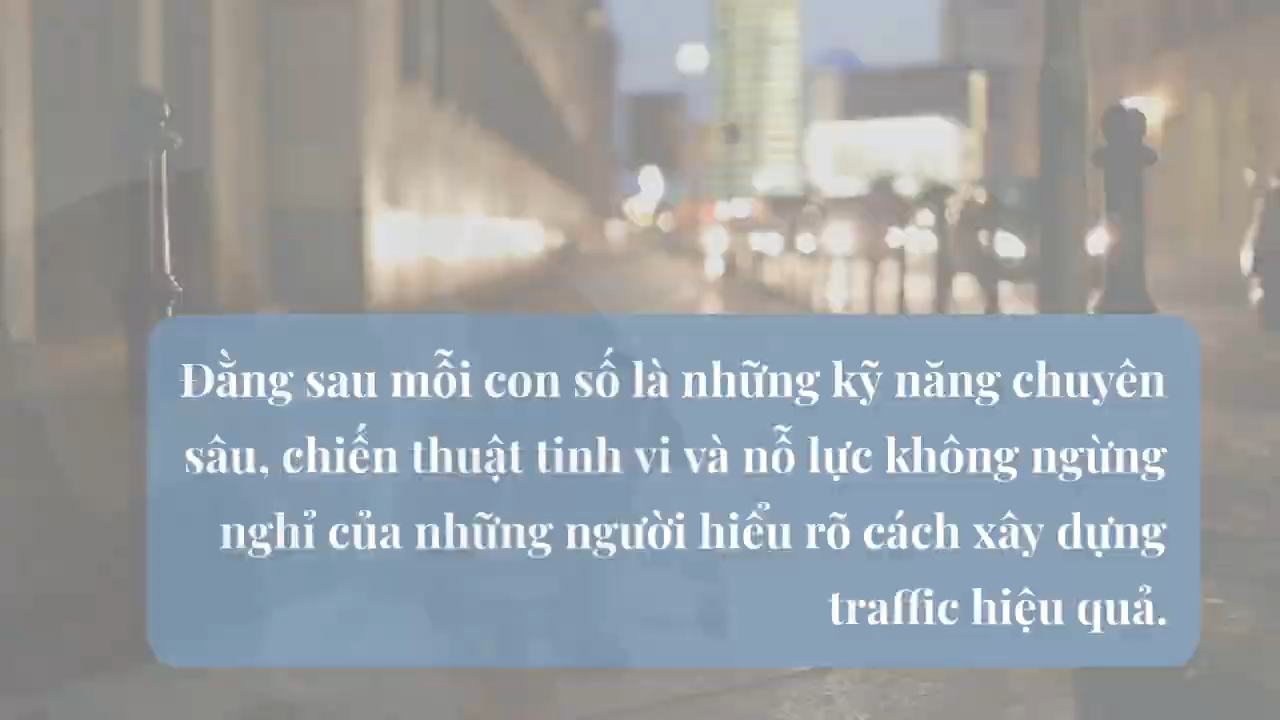 Đằng sau mỗi con số là những kỹ năng chuyên
sâu, chiến thuật tinh vi và nỗ lực không ngừng
nghỉ của những người hiểu rõ cách xây dựng
traffic hiệu quả.